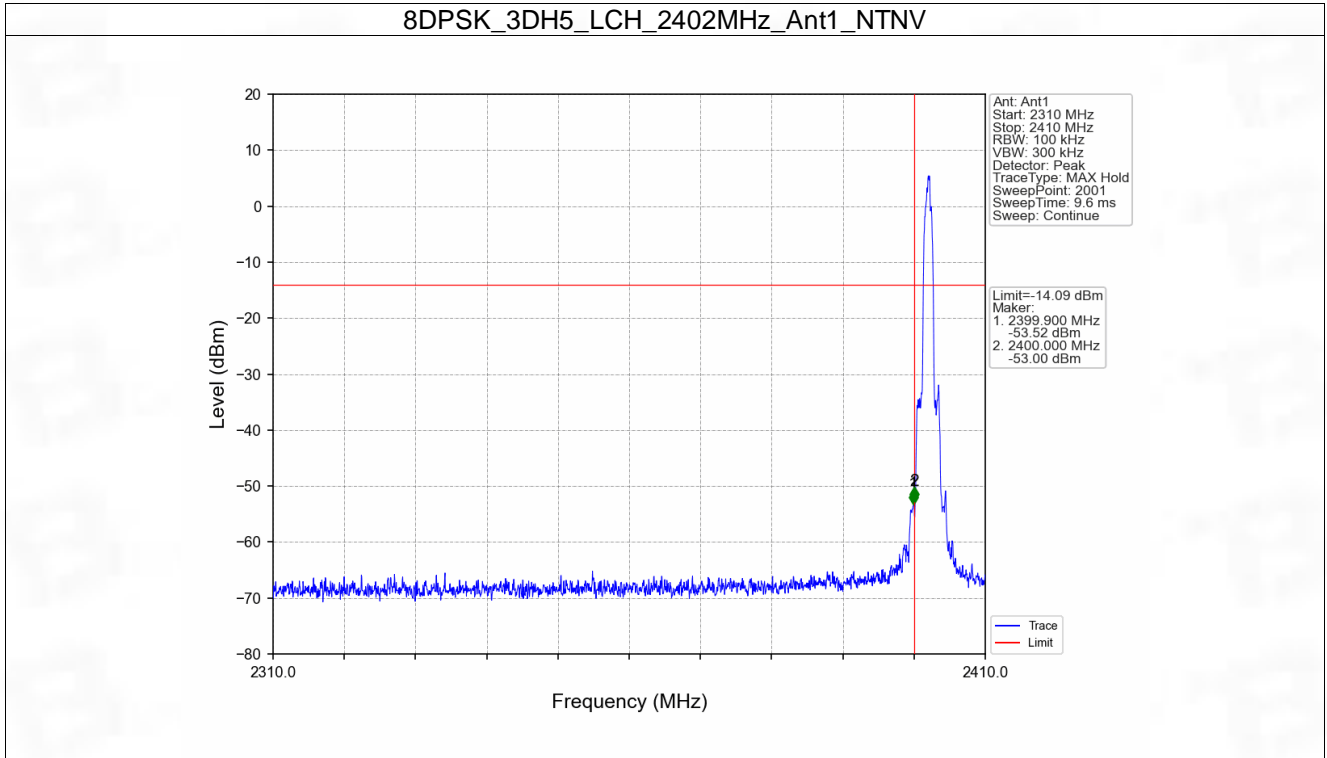 8DPSK_3DH5_LCH_2402MHz_Ant1_NTNV
20
10
0
−10
−20
−30
−40
−50
−60
−70
−80
Level (dBm)
2310.0
2410.0
Frequency (MHz)
1
2
Ant: Ant1
Start: 2310 MHz
Stop: 2410 MHz
RBW: 100 kHz
VBW: 300 kHz
Detector: Peak
TraceType: MAX Hold
SweepPoint: 2001
SweepTime: 9.6 ms
Sweep: Continue
Limit=-14.09 dBm
Maker:
1. 2399.900 MHz
-53.52 dBm
2. 2400.000 MHz
-53.00 dBm
Trace
Limit